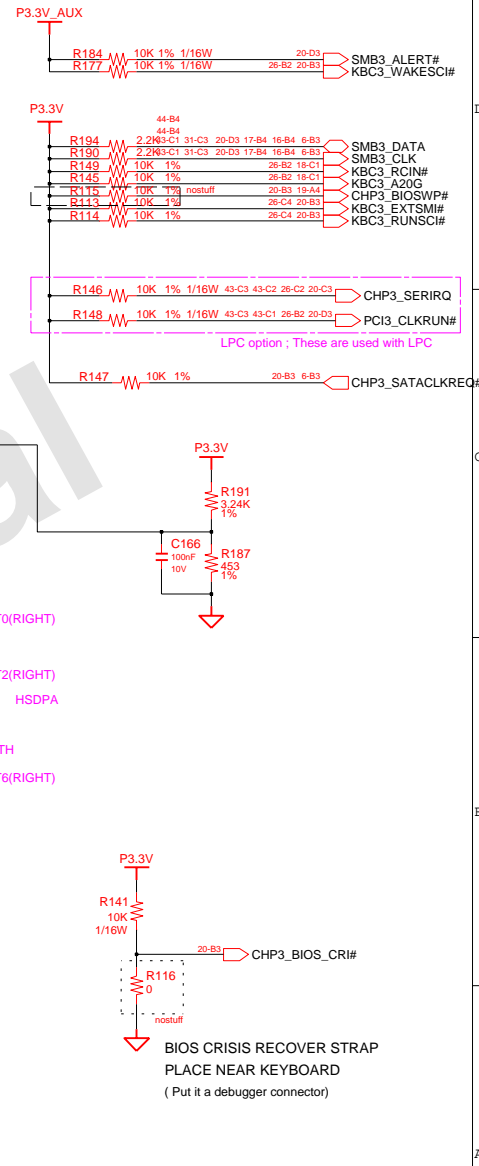 P3.3V_AUX
R184 10K 1% 1/16W 20-D3 SMB3_ALERT#
R177 10K 1% 1/16W 26-B2 20-B3 KBC3_WAKESCI#
D
P3.3V
44-B4
44-B4
R194 2.2K 43-C1 31-C3 20-D3 17-B4 16-B4 6-B3 SMB3_DATA
R190 2.2K 43-C1 31-C3 20-D3 17-B4 16-B4 6-B3 SMB3_CLK
R149 10K 1% 26-B2 18-C1 KBC3_RCIN#
R145 10K 1% 26-B2 18-C1 KBC3_A20G
R115 10K 1% nostuff 20-B3 19-A4 CHP3_BIOSWP#
R113 10K 1% 26-C4 20-B3 KBC3_EXTSMI#
R114 10K 1% 26-C4 20-B3 KBC3_RUNSCI#
R146 10K 1% 1/16W 43-C3 43-C2 26-C2 20-C3 CHP3_SERIRQ
R148 10K 1% 1/16W 43-C3 43-C1 26-B2 20-D3 PCI3_CLKRUN#
LPC option ; These are used with LPC
R147 10K 1% 20-B3 6-B3 CHP3_SATACLKREQ#
al
C
P3.3V
R191
3.24K
1%
C166
100nF
10V
R187
453
1%
T0(RIGHT)
T2(RIGHT)
HSDPA
TH
T6(RIGHT)
B
P3.3V
R141
10K
1/16W
20-B3 CHP3_BIOS_CRI#
R116
0
nostuff
BIOS CRISIS RECOVER STRAP
PLACE NEAR KEYBOARD
( Put it a debugger connector)
A